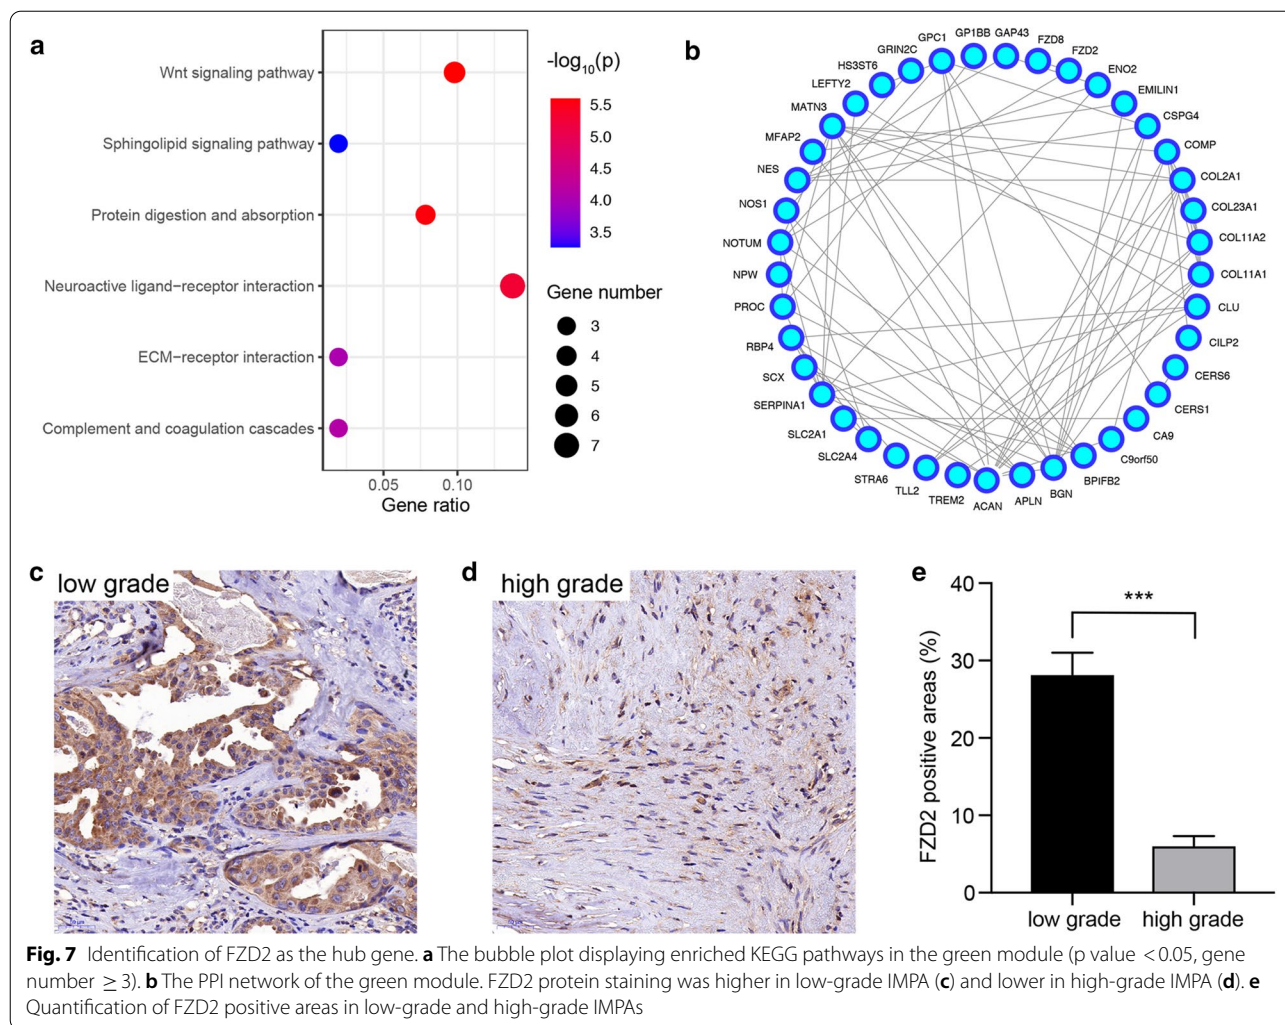 a
Wnt signaling pathway
Sphingolipid signaling pathway
Protein digestion and absorption
Neuroactive ligand−receptor interaction
ECM−receptor interaction
Complement and coagulation cascades
0.05 0.10
Gene ratio
-log10(p)
5.5
5.0
4.5
4.0
3.5
Gene number
3
4
5
6
7
b
GP1BB
GAP43
FZD8
FZD2
ENO2
EMILIN1
CSPG4
COMP
COL2A1
COL23A1
COL11A2
COL11A1
CLU
CILP2
CERS6
CERS1
CA9
C9orf50
BPIFB2
BGN
APLN
ACAN
TREM2
TLL2
STRA6
SLC2A4
SLC2A1
SERPINA1
SCX
RBP4
PROC
NPW
NOTUM
NOS1
NES
MFAP2
MATN3
LEFTY2
HS3ST6
GRIN2C
GPC1
c
low grade
d
high grade
e
FZD2 positive areas (%)
40
30
20
10
0
***
low grade high grade
Fig. 7 Identification of FZD2 as the hub gene. a The bubble plot displaying enriched KEGG pathways in the green module (p value < 0.05, gene
number ≥ 3). b The PPI network of the green module. FZD2 protein staining was higher in low-grade IMPA (c) and lower in high-grade IMPA (d). e
Quantification of FZD2 positive areas in low-grade and high-grade IMPAs